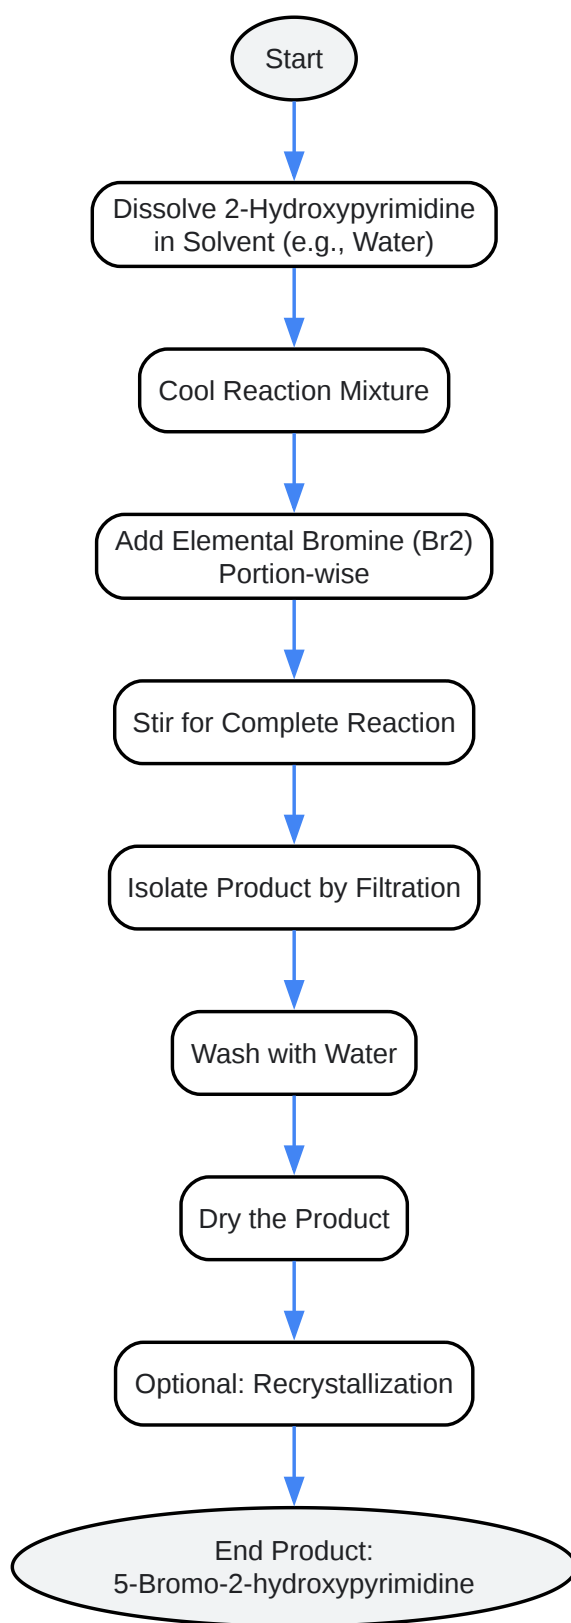 Start
Dissolve 2-Hydroxypyrimidine
in Solvent (e.g., Water)
Cool Reaction Mixture
Add Elemental Bromine (Br2)
Portion-wise
Stir for Complete Reaction
Isolate Product by Filtration
Wash with Water
Dry the Product
Optional: Recrystallization
End Product:
5-Bromo-2-hydroxypyrimidine